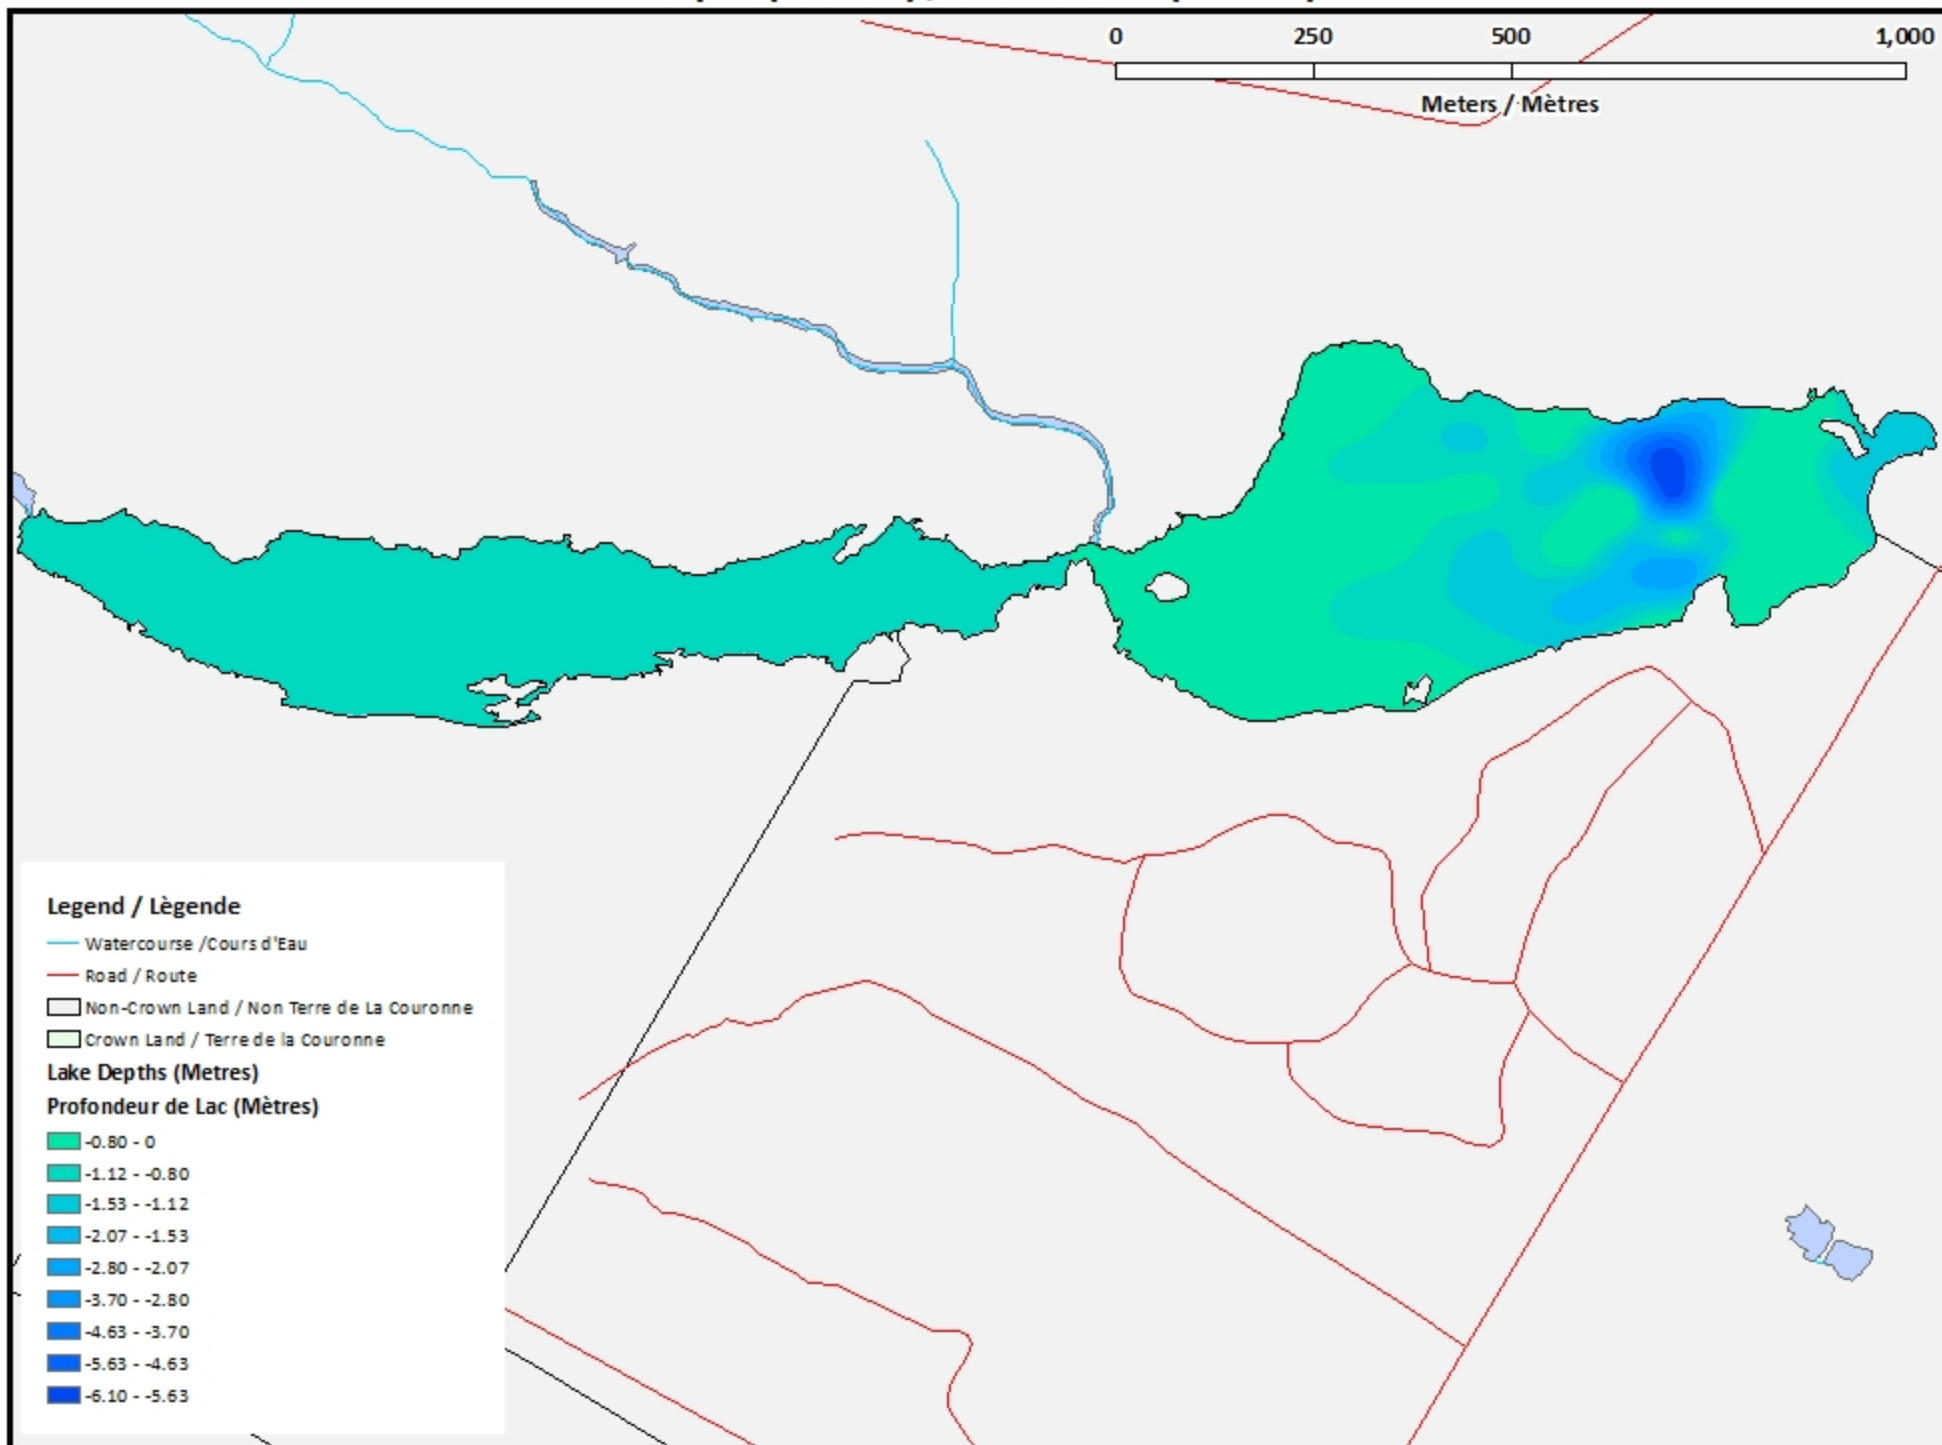 0 250 500 1,000
Meters / Mètres
Legend / Lègende
Watercourse /Cours d'Eau
Road / Route
Non-Crown Land / Non Terre de La Couronne
Crown Land / Terre de la Couronne
Lake Depths (Metres)
Profondeur de Lac (Mètres)
-0.80 - 0
-1.12 - -0.80
-1.53 - -1.12
-2.07 - -1.53
-2.80 - -2.07
-3.70 - -2.80
-4.63 - -3.70
-5.63 - -4.63
-6.10 - -5.63